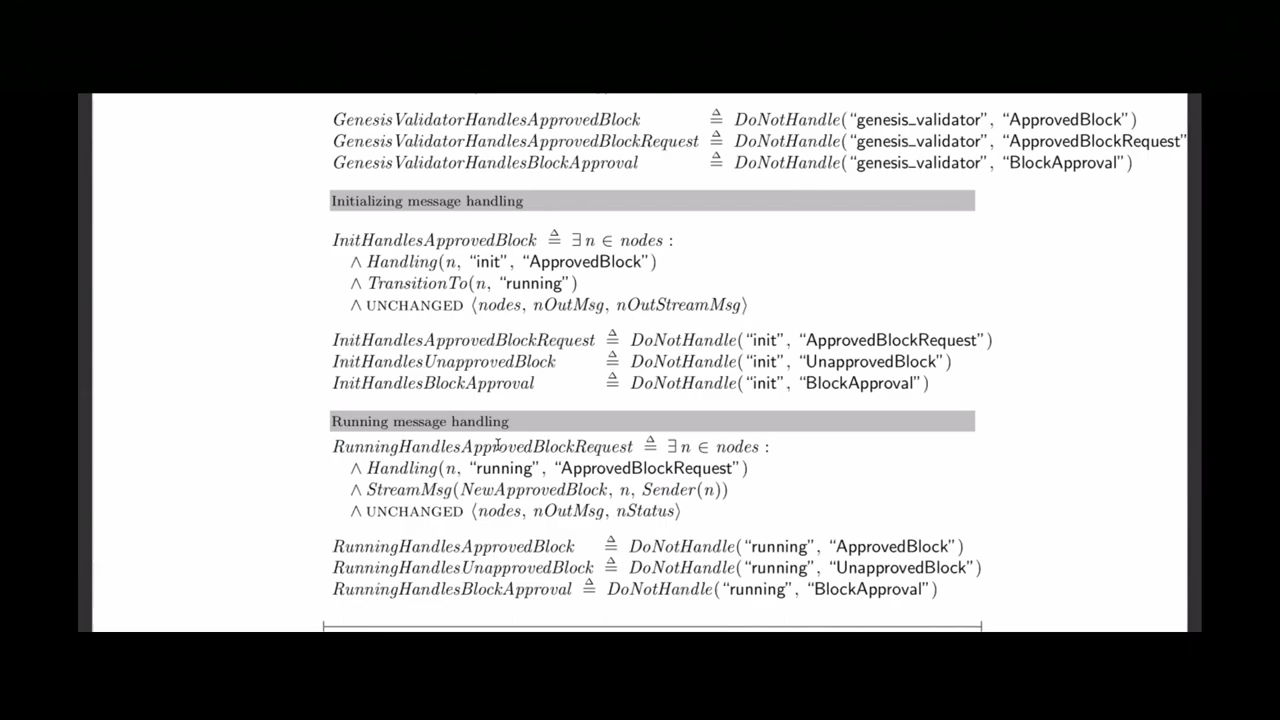 GenesisValidatorHandlesApprovedBlock ≜ DoNotHandle(“genesis_validator”, “ApprovedBlock”)
GenesisValidatorHandlesApprovedBlockRequest ≜ DoNotHandle(“genesis_validator”, “ApprovedBlockRequest”
GenesisValidatorHandlesBlockApproval ≜ DoNotHandle(“genesis_validator”, “BlockApproval”)
Initializing message handling
InitHandlesApprovedBlock ≜ ∃ n ∈ nodes :
∧ Handling(n, “init”, “ApprovedBlock”)
∧ TransitionTo(n, “running”)
∧ UNCHANGED ⟨nodes, nOutMsg, nOutStreamMsg⟩
InitHandlesApprovedBlockRequest ≜ DoNotHandle(“init”, “ApprovedBlockRequest”)
InitHandlesUnapprovedBlock ≜ DoNotHandle(“init”, “UnapprovedBlock”)
InitHandlesBlockApproval ≜ DoNotHandle(“init”, “BlockApproval”)
Running message handling
RunningHandlesApprovedBlockRequest ≜ ∃ n ∈ nodes :
∧ Handling(n, “running”, “ApprovedBlockRequest”)
∧ StreamMsg(NewApprovedBlock, n, Sender(n))
∧ UNCHANGED ⟨nodes, nOutMsg, nStatus⟩
RunningHandlesApprovedBlock ≜ DoNotHandle(“running”, “ApprovedBlock”)
RunningHandlesUnapprovedBlock ≜ DoNotHandle(“running”, “UnapprovedBlock”)
RunningHandlesBlockApproval ≜ DoNotHandle(“running”, “BlockApproval”)